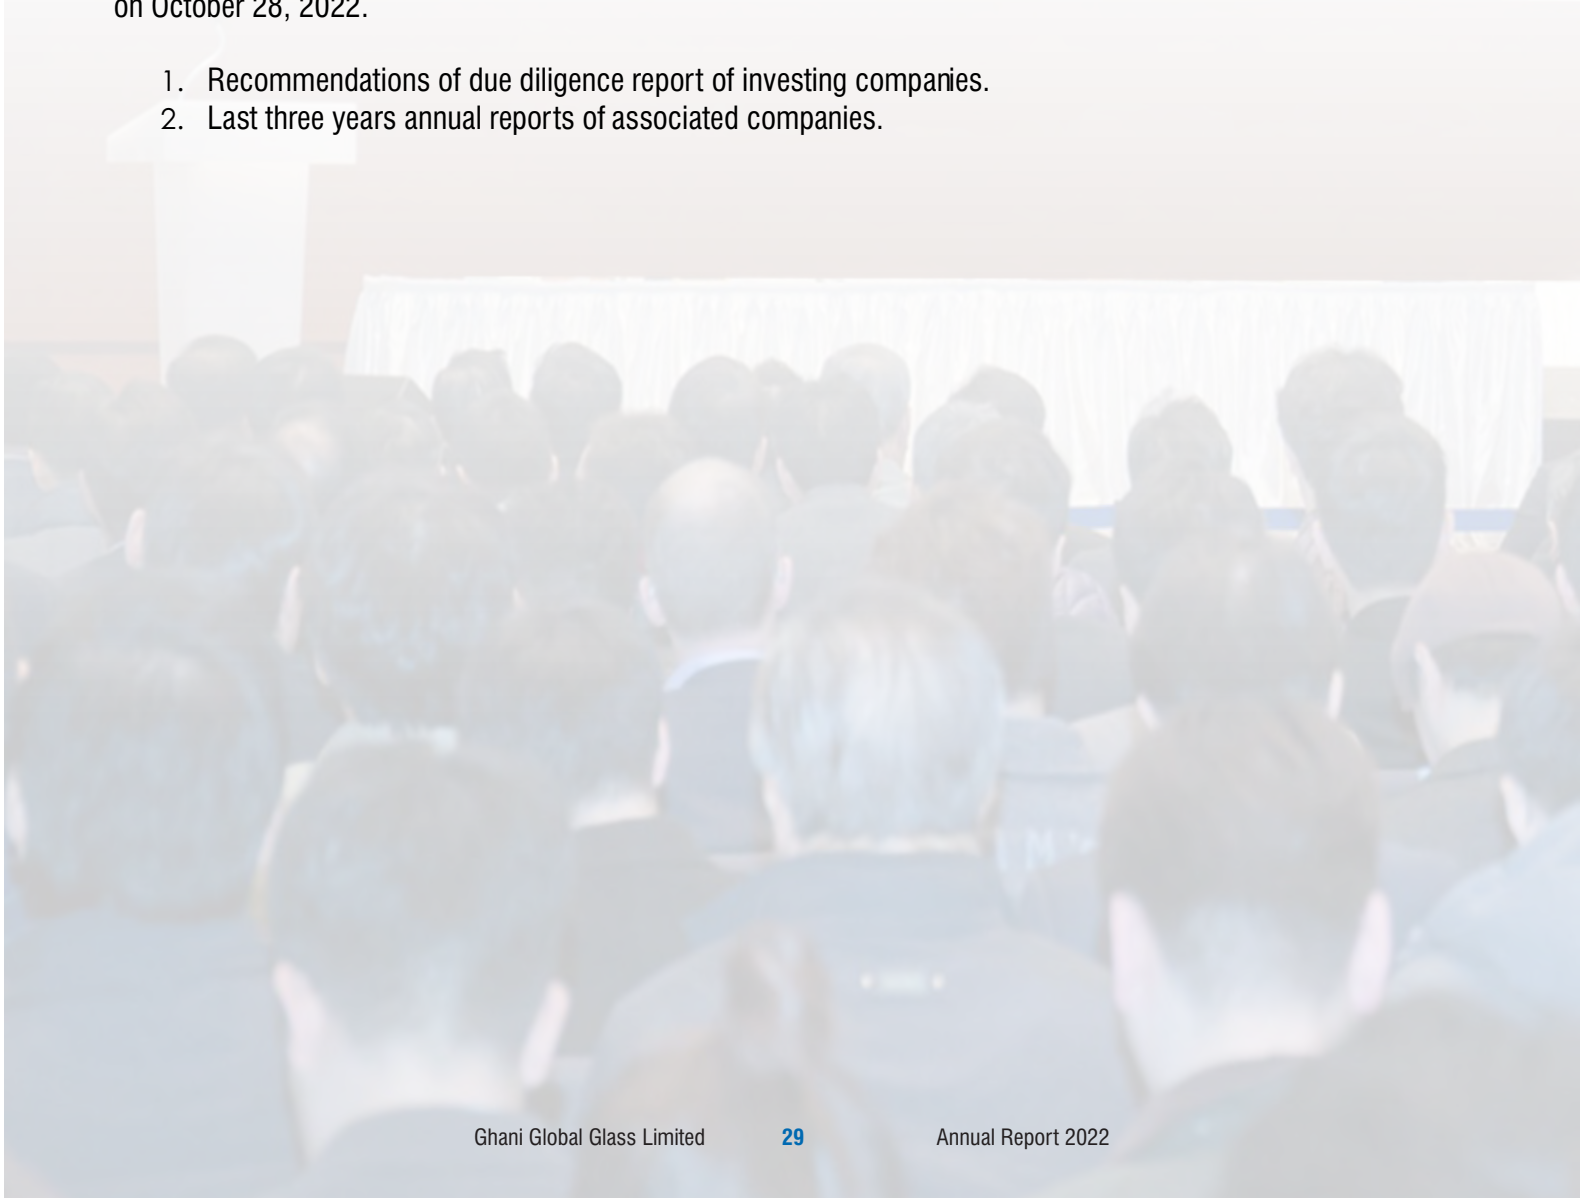 on October 28, 2022.
1. Recommendations of due diligence report of investing companies.
2. Last three years annual reports of associated companies.
Ghani Global Glass Limited 29 Annual Report 2022